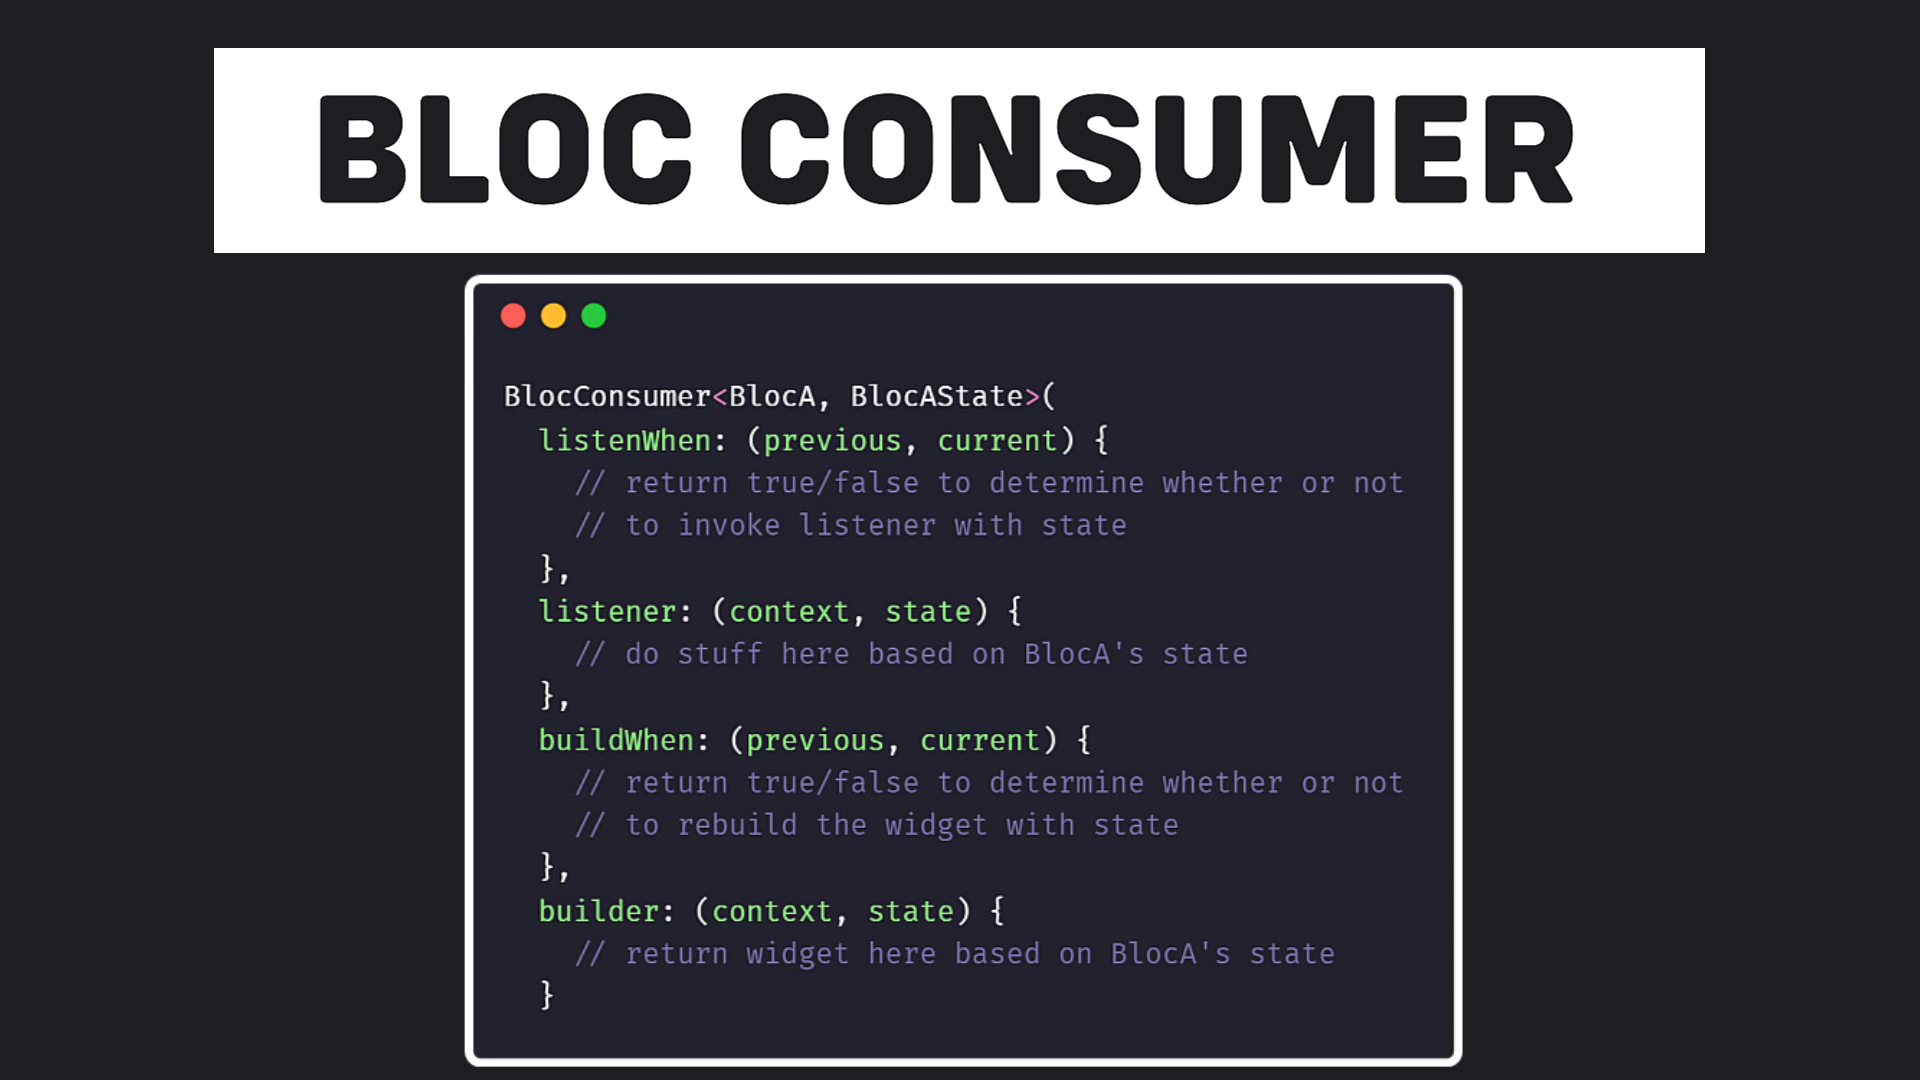 BLOC CONSUMER
BlocConsumer<BlocA, BlocAState>(
  listenWhen: (previous, current) {
    // return true/false to determine whether or not
    // to invoke listener with state
  },
  listener: (context, state) {
    // do stuff here based on BlocA's state
  },
  buildWhen: (previous, current) {
    // return true/false to determine whether or not
    // to rebuild the widget with state
  },
  builder: (context, state) {
    // return widget here based on BlocA's state
  }